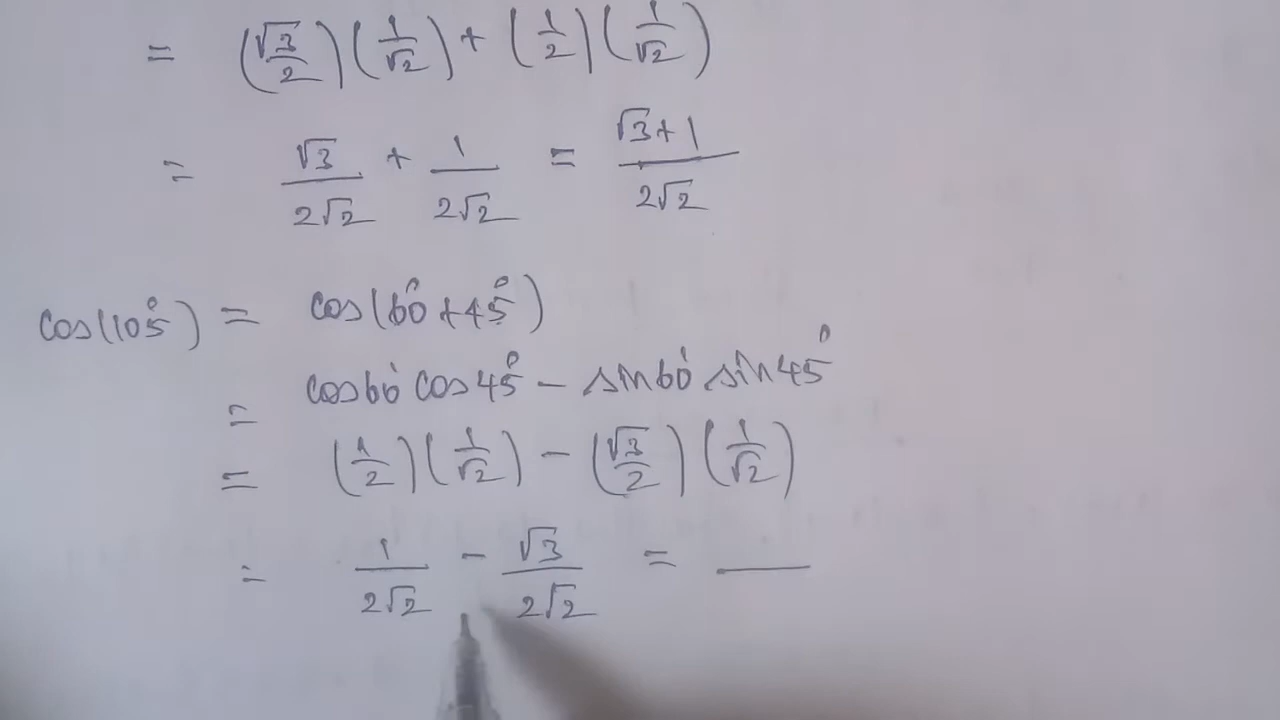 = (√3/2)(1/√2) + (1/2)(1/√2)
= √3/2√2 + 1/2√2 = √3+1/2√2
cos(105°) = cos(60°+45°)
= cos60° cos45° - sin60° sin45°
= (1/2)(1/√2) - (√3/2)(1/√2)
= 1/2√2 - √3/2√2 =